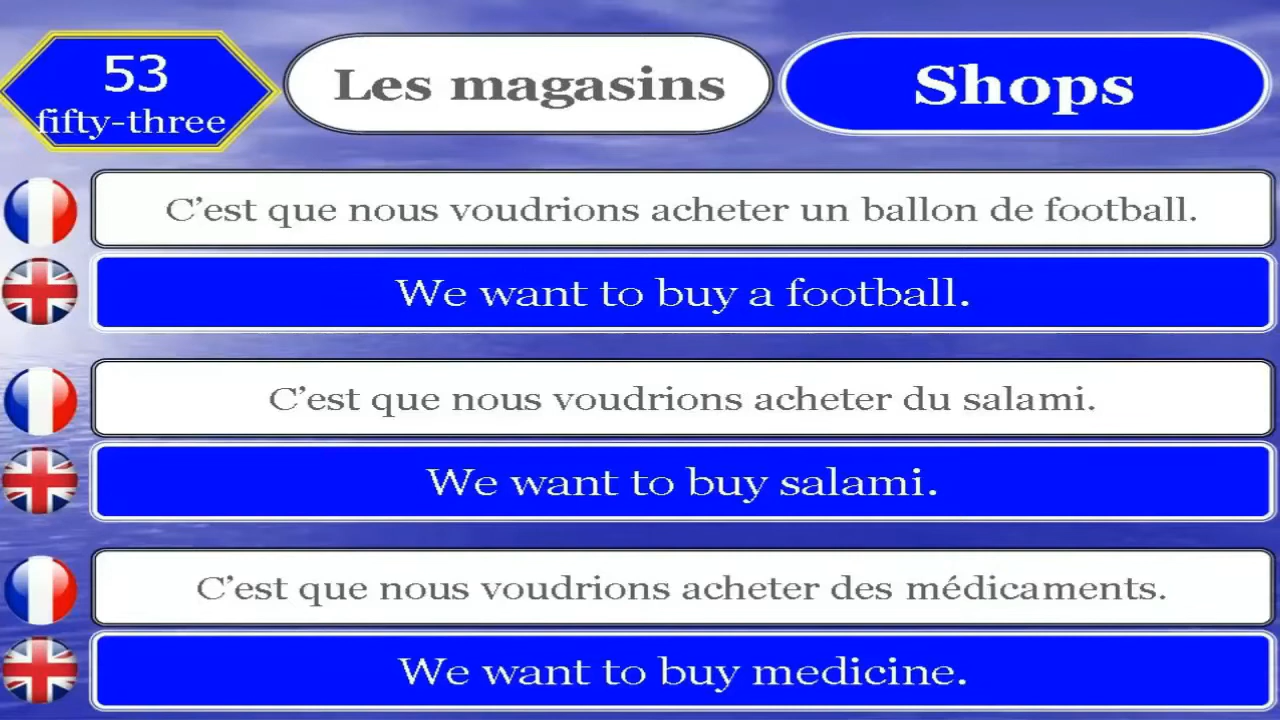 53
fifty-three
Les magasins
Shops
C’est que nous voudrions acheter un ballon de football.
We want to buy a football.
C’est que nous voudrions acheter du salami.
We want to buy salami.
C’est que nous voudrions acheter des médicaments.
We want to buy medicine.